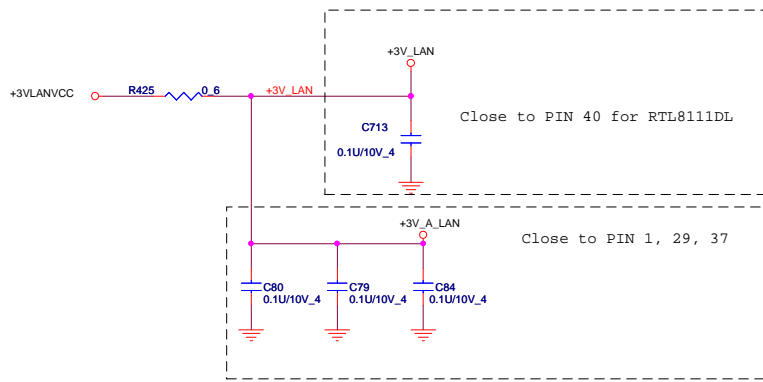 +3V_LAN
+3VLANVCC
R425
0_6
+3V_LAN
C713
0.1U/10V_4
Close to PIN 40 for RTL8111DL
+3V_A_LAN
Close to PIN 1, 29, 37
C80
0.1U/10V_4
C79
0.1U/10V_4
C84
0.1U/10V_4